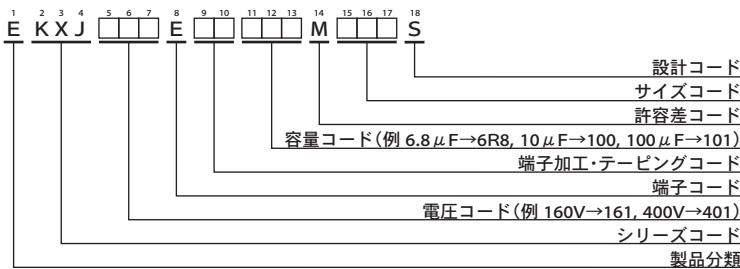 1 2 3 4 5 6 7 8 9 10 11 12 13 14 15 16 17 18
E K X J □□□ E □□ □□□ M □□□ S
設計コード
サイズコード
許容差コード
容量コード(例 6.8μF→6R8, 10μF→100, 100μF→101)
端子加工・テーピングコード
端子コード
電圧コード(例 160V→161, 400V→401)
シリーズコード
製品分類